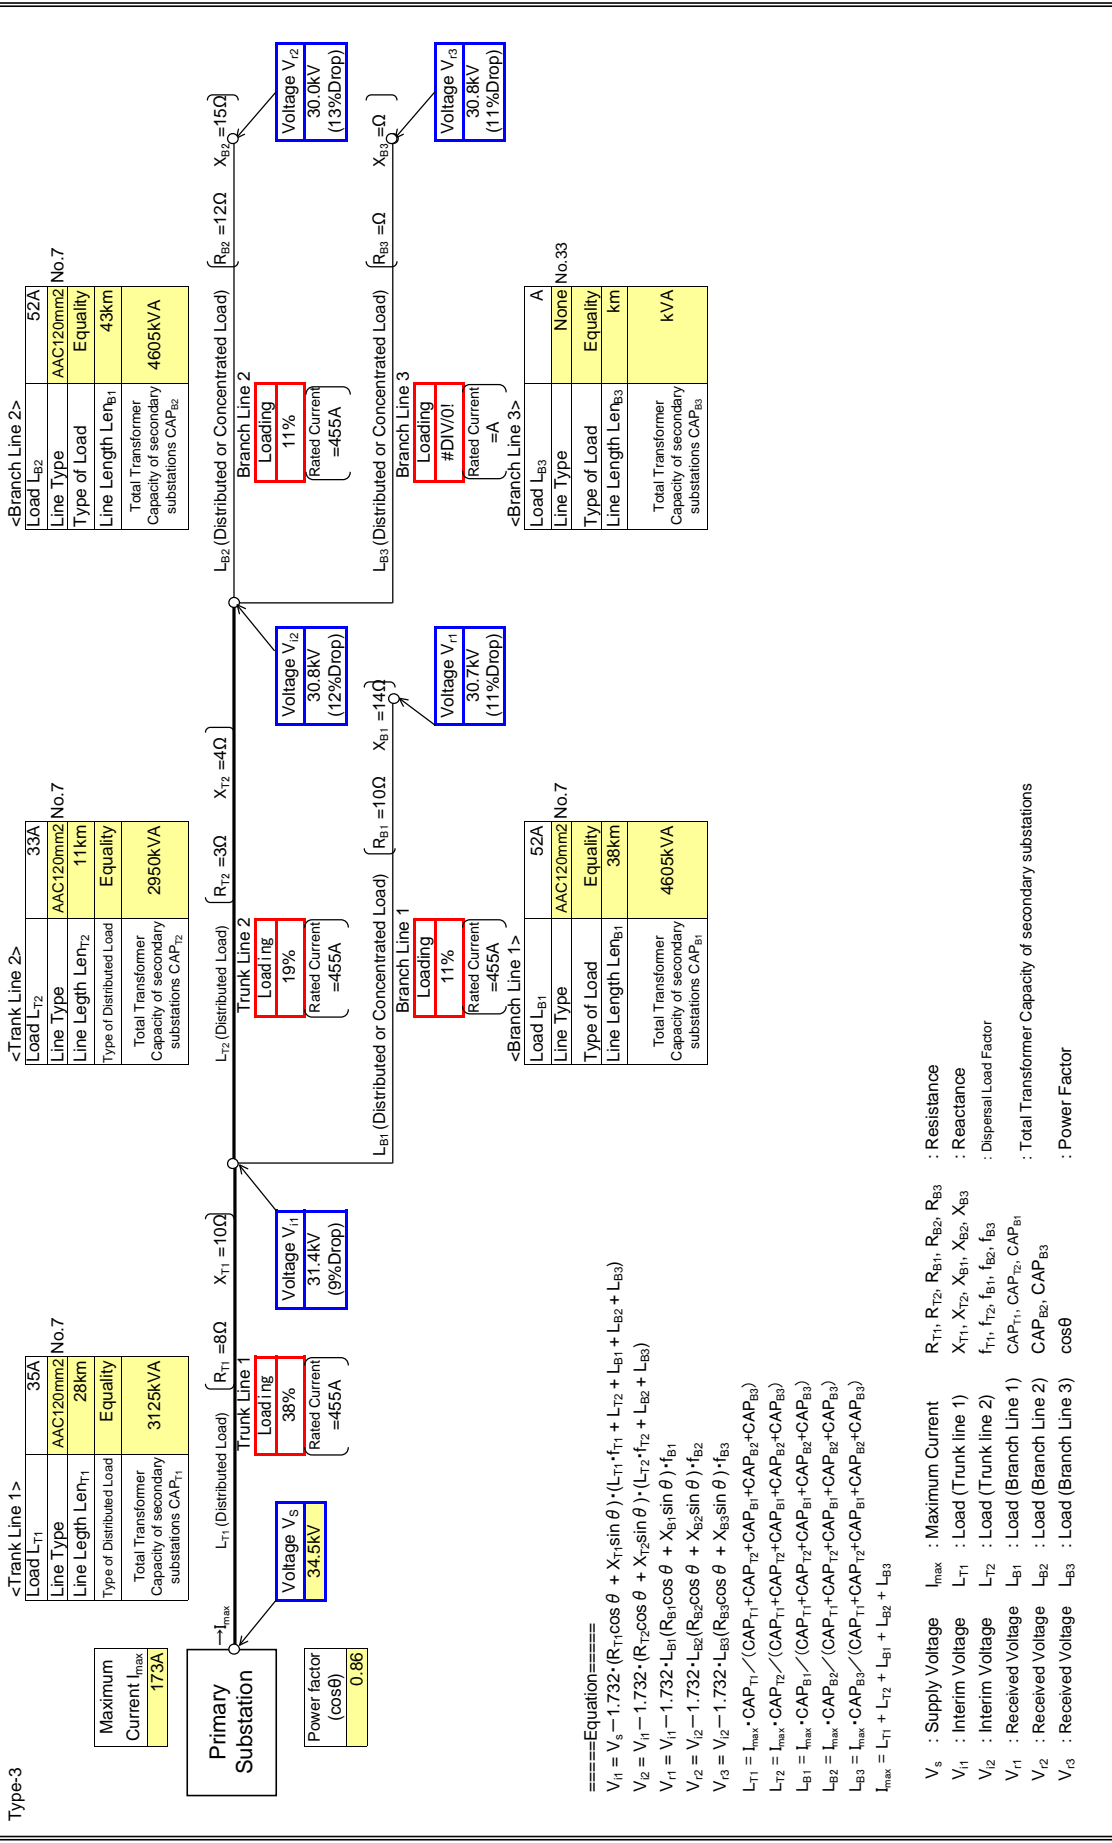 Type-3
Maximum
Current Imax
173A
Primary
Substation
Power factor
(cosθ)
0.86
→Imax
Voltage Vs
34.5kV
<Trank Line 1>
Load LT1 35A
Line Type AAC120mm2 No.7
Line Length LenT1 28km
Type of Distributed Load Equality
Total Transformer
Capacity of secondary
substations CAPT1
3125kVA
LT1 (Distributed Load) RT1 =8Ω XT1 =10Ω
Trunk Line 1
Loading
38%
Rated Current
=455A
Voltage Vi1
31.4kV
(9%Drop)
<Trank Line 2>
Load LT2 33A
Line Type AAC120mm2 No.7
Line Legth LenT2 11km
Type of Distributed Load Equality
Total Transformer
Capacity of secondary
substations CAPT2
2950kVA
LT2 (Distributed Load) RT2 =3Ω XT2 =4Ω
Trunk Line 2
Loading
19%
Rated Current
=455A
Voltage Vi2
30.8kV
(12%Drop)
LB1 (Distributed or Concentrated Load) RB1 =10Ω XB1 =14Ω
Branch Line 1
Loading
11%
Rated Current
=455A
Voltage Vr1
30.7kV
(11%Drop)
<Branch Line 1>
Load LB1 52A
Line Type AAC120mm2 No.7
Type of Load Equality
Line Length LenB1 38km
Total Transformer
Capacity of secondary
substations CAPB1
4605kVA
<Branch Line 2>
Load LB2 52A
Line Type AAC120mm2 No.7
Type of Load Equality
Line Length LenB1 43km
Total Transformer
Capacity of secondary
substations CAPB2
4605kVA
LB2 (Distributed or Concentrated Load) RB2 =12Ω XB2 =15Ω
Branch Line 2
Loading
11%
Rated Current
=455A
Voltage Vr2
30.0kV
(13%Drop)
LB3 (Distributed or Concentrated Load) RB3 =Ω XB3 =Ω
Branch Line 3
Loading
#DIV/0!
Rated Current
=A
Voltage Vr3
30.8kV
(11%Drop)
<Branch Line 3>
Load LB3 A
Line Type None No.33
Type of Load Equality
Line Length LenB3 km
Total Transformer
Capacity of secondary
substations CAPB3
kVA
=====Equation=====
Vi1 = Vs－1.732・(RT1cos θ + XT1sin θ)・(LT1・fT1 + LT2 + LB1 + LB2 + LB3)
Vi2 = Vi1－1.732・(RT2cos θ + XT2sin θ)・(LT2・fT2 + LB2 + LB3)
Vr1 = Vi1－1.732・LB1(RB1cos θ + XB1sin θ)・fB1
Vr2 = Vi2－1.732・LB2(RB2cos θ + XB2sin θ)・fB2
Vr3 = Vi2－1.732・LB3(RB3cos θ + XB3sin θ)・fB3
LT1 = Imax・CAPT1／(CAPT1+CAPT2+CAPB1+CAPB2+CAPB3)
LT2 = Imax・CAPT2／(CAPT1+CAPT2+CAPB1+CAPB2+CAPB3)
LB1 = Imax・CAPB1／(CAPT1+CAPT2+CAPB1+CAPB2+CAPB3)
LB2 = Imax・CAPB2／(CAPT1+CAPT2+CAPB1+CAPB2+CAPB3)
LB3 = Imax・CAPB3／(CAPT1+CAPT2+CAPB1+CAPB2+CAPB3)
Imax = LT1 + LT2 + LB1 + LB2 + LB3
Vs : Supply Voltage Imax : Maximum Current RT1, RT2, RB1, RB2, RB3 : Resistance
Vi1 : Interim Voltage LT1 : Load (Trunk line 1) XT1, XT2, XB1, XB2, XB3 : Reactance
Vi2 : Interim Voltage LT2 : Load (Trunk line 2) fT1, fT2, fB1, fB2, fB3 : Dispersal Load Factor
Vr1 : Received Voltage LB1 : Load (Branch Line 1) CAPT1, CAPT2, CAPB1
: Total Transformer Capacity of secondary substations
Vr2 : Received Voltage LB2 : Load (Branch Line 2) CAPB2, CAPB3
Vr3 : Received Voltage LB3 : Load (Branch Line 3) cosθ : Power Factor